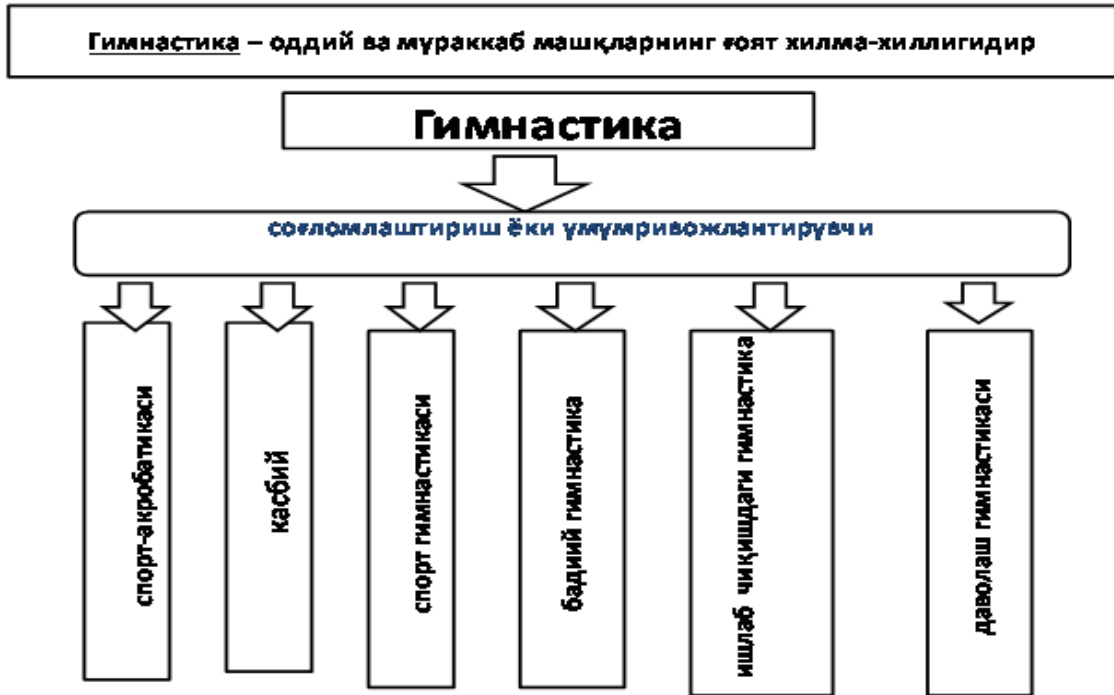 Гимнастика – оддий ва мураккаб машқларнинг ғоят хилма-хиллигидир
Гимнастика
соғломлаштириш ёки умумривожлантирувчи
спорт-акробатикаси
касбий
спорт гимнастикаси
бадиий гимнастика
ишлаб чиқишдаги гимнастика
даволаш гимнастикаси